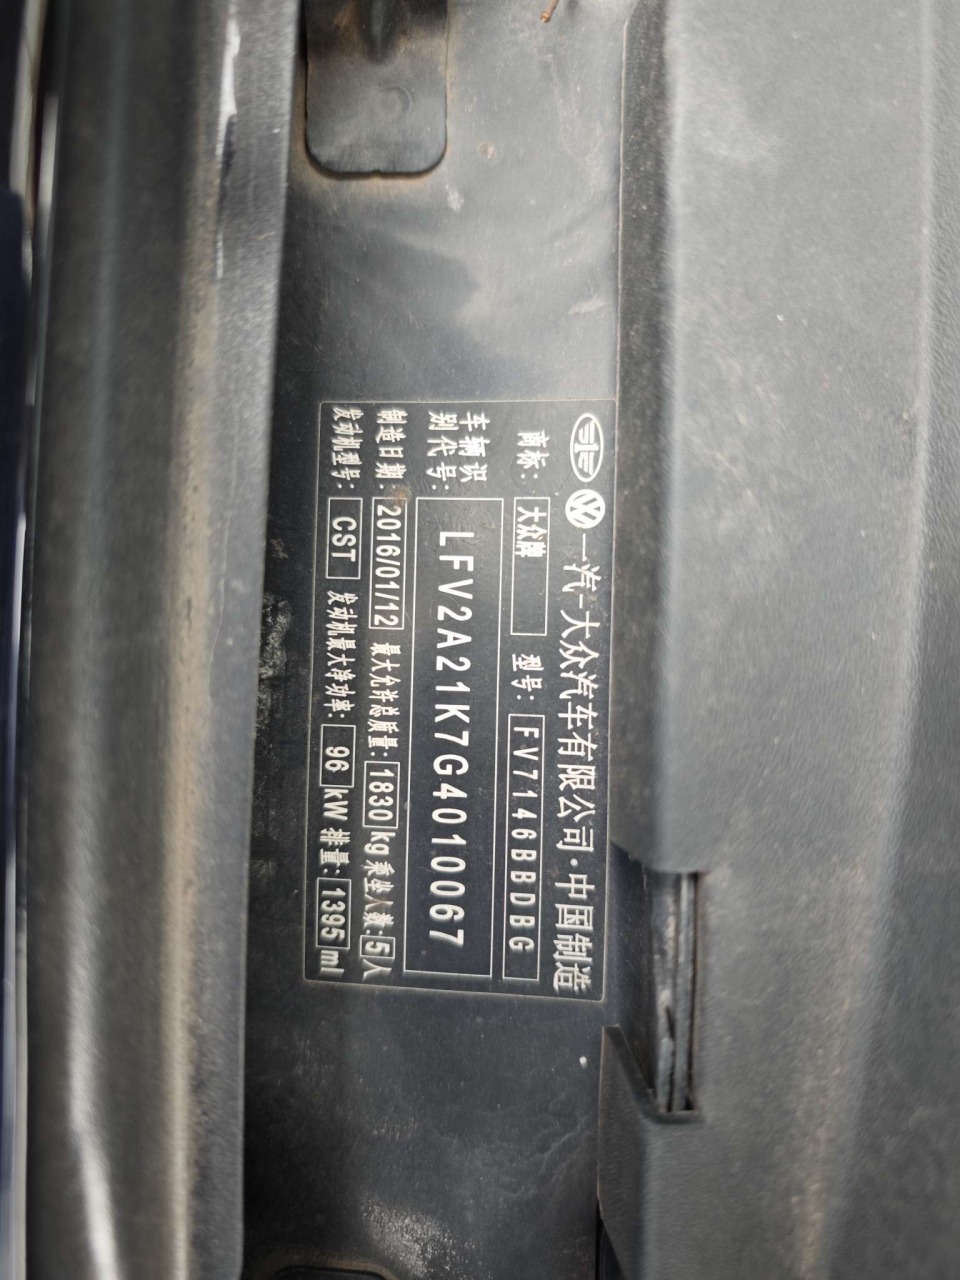 一汽-大众汽车有限公司·中国制造
商标: 大众牌 型号: FV7146BBDBG
车辆识别代号: LFV2A21K7G4010067
制造日期: 2016/01/12 最大允许总质量: 1830 kg 乘坐人数: 5 人
发动机型号: CST 发动机最大净功率: 96 kW 排量: 1395 ml